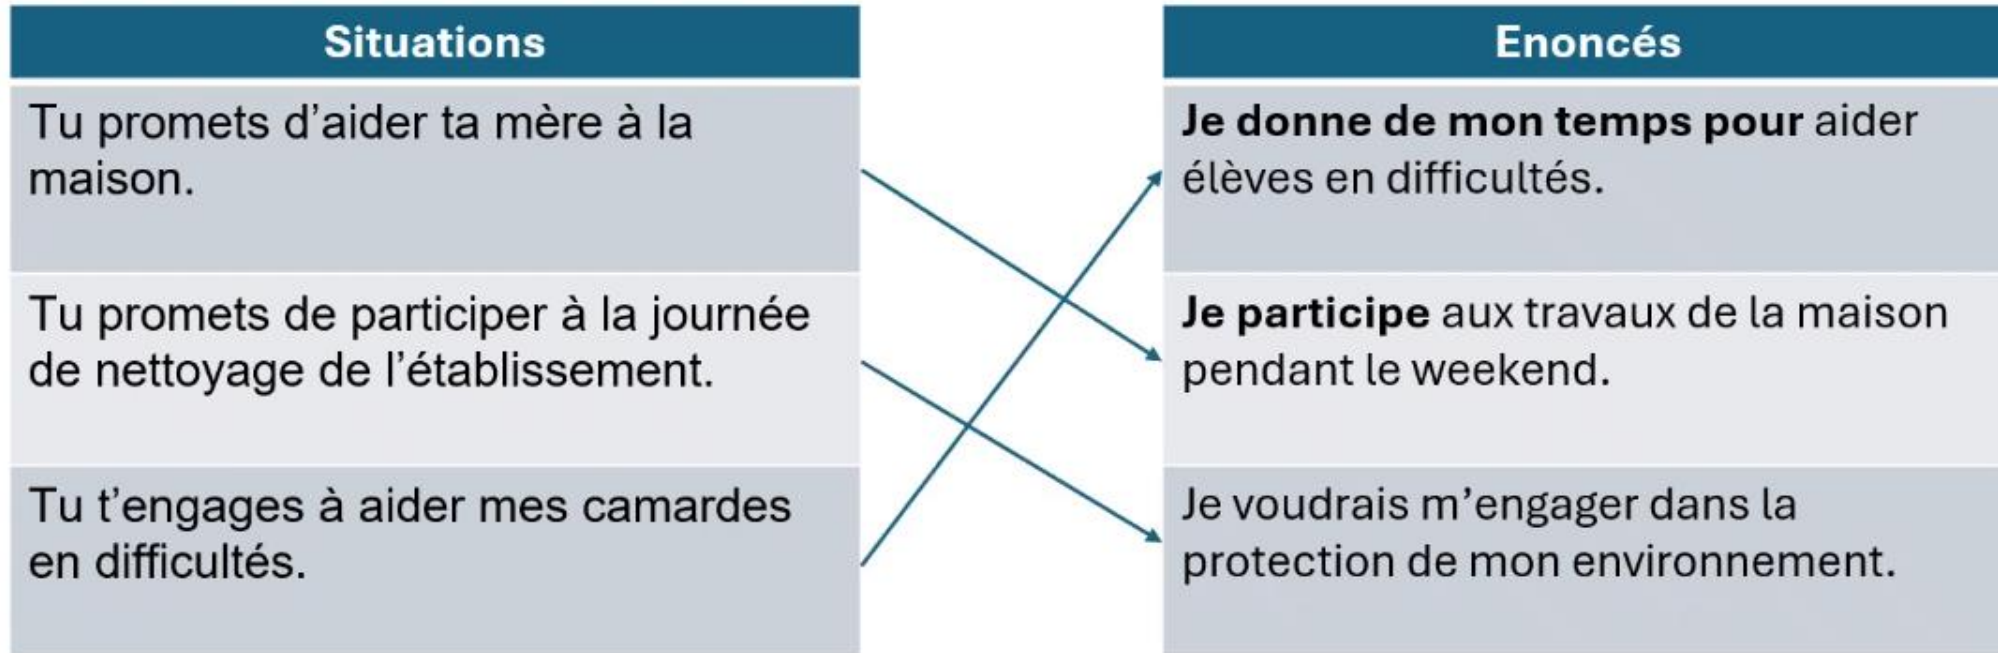 Situations
Tu promets d’aider ta mère à la
maison.
Tu promets de participer à la journée
de nettoyage de l’établissement.
Tu t’engages à aider mes camardes
en difficultés.
Enoncés
Je donne de mon temps pour aider
élèves en difficultés.
Je participe aux travaux de la maison
pendant le weekend.
Je voudrais m’engager dans la
protection de mon environnement.